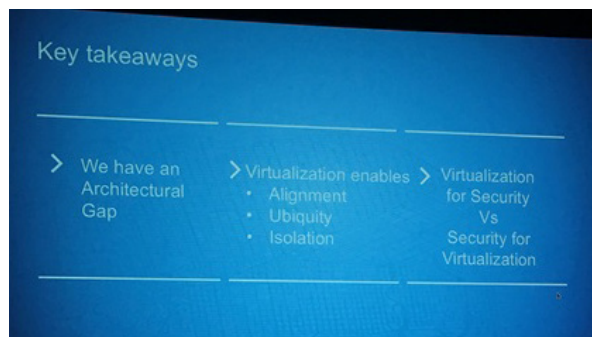 Key takeaways
We have an
Architectural
Gap
Virtualization enables
• Alignment
• Ubiquity
• Isolation
Virtualization
for Security
Vs
Security for
Virtualization